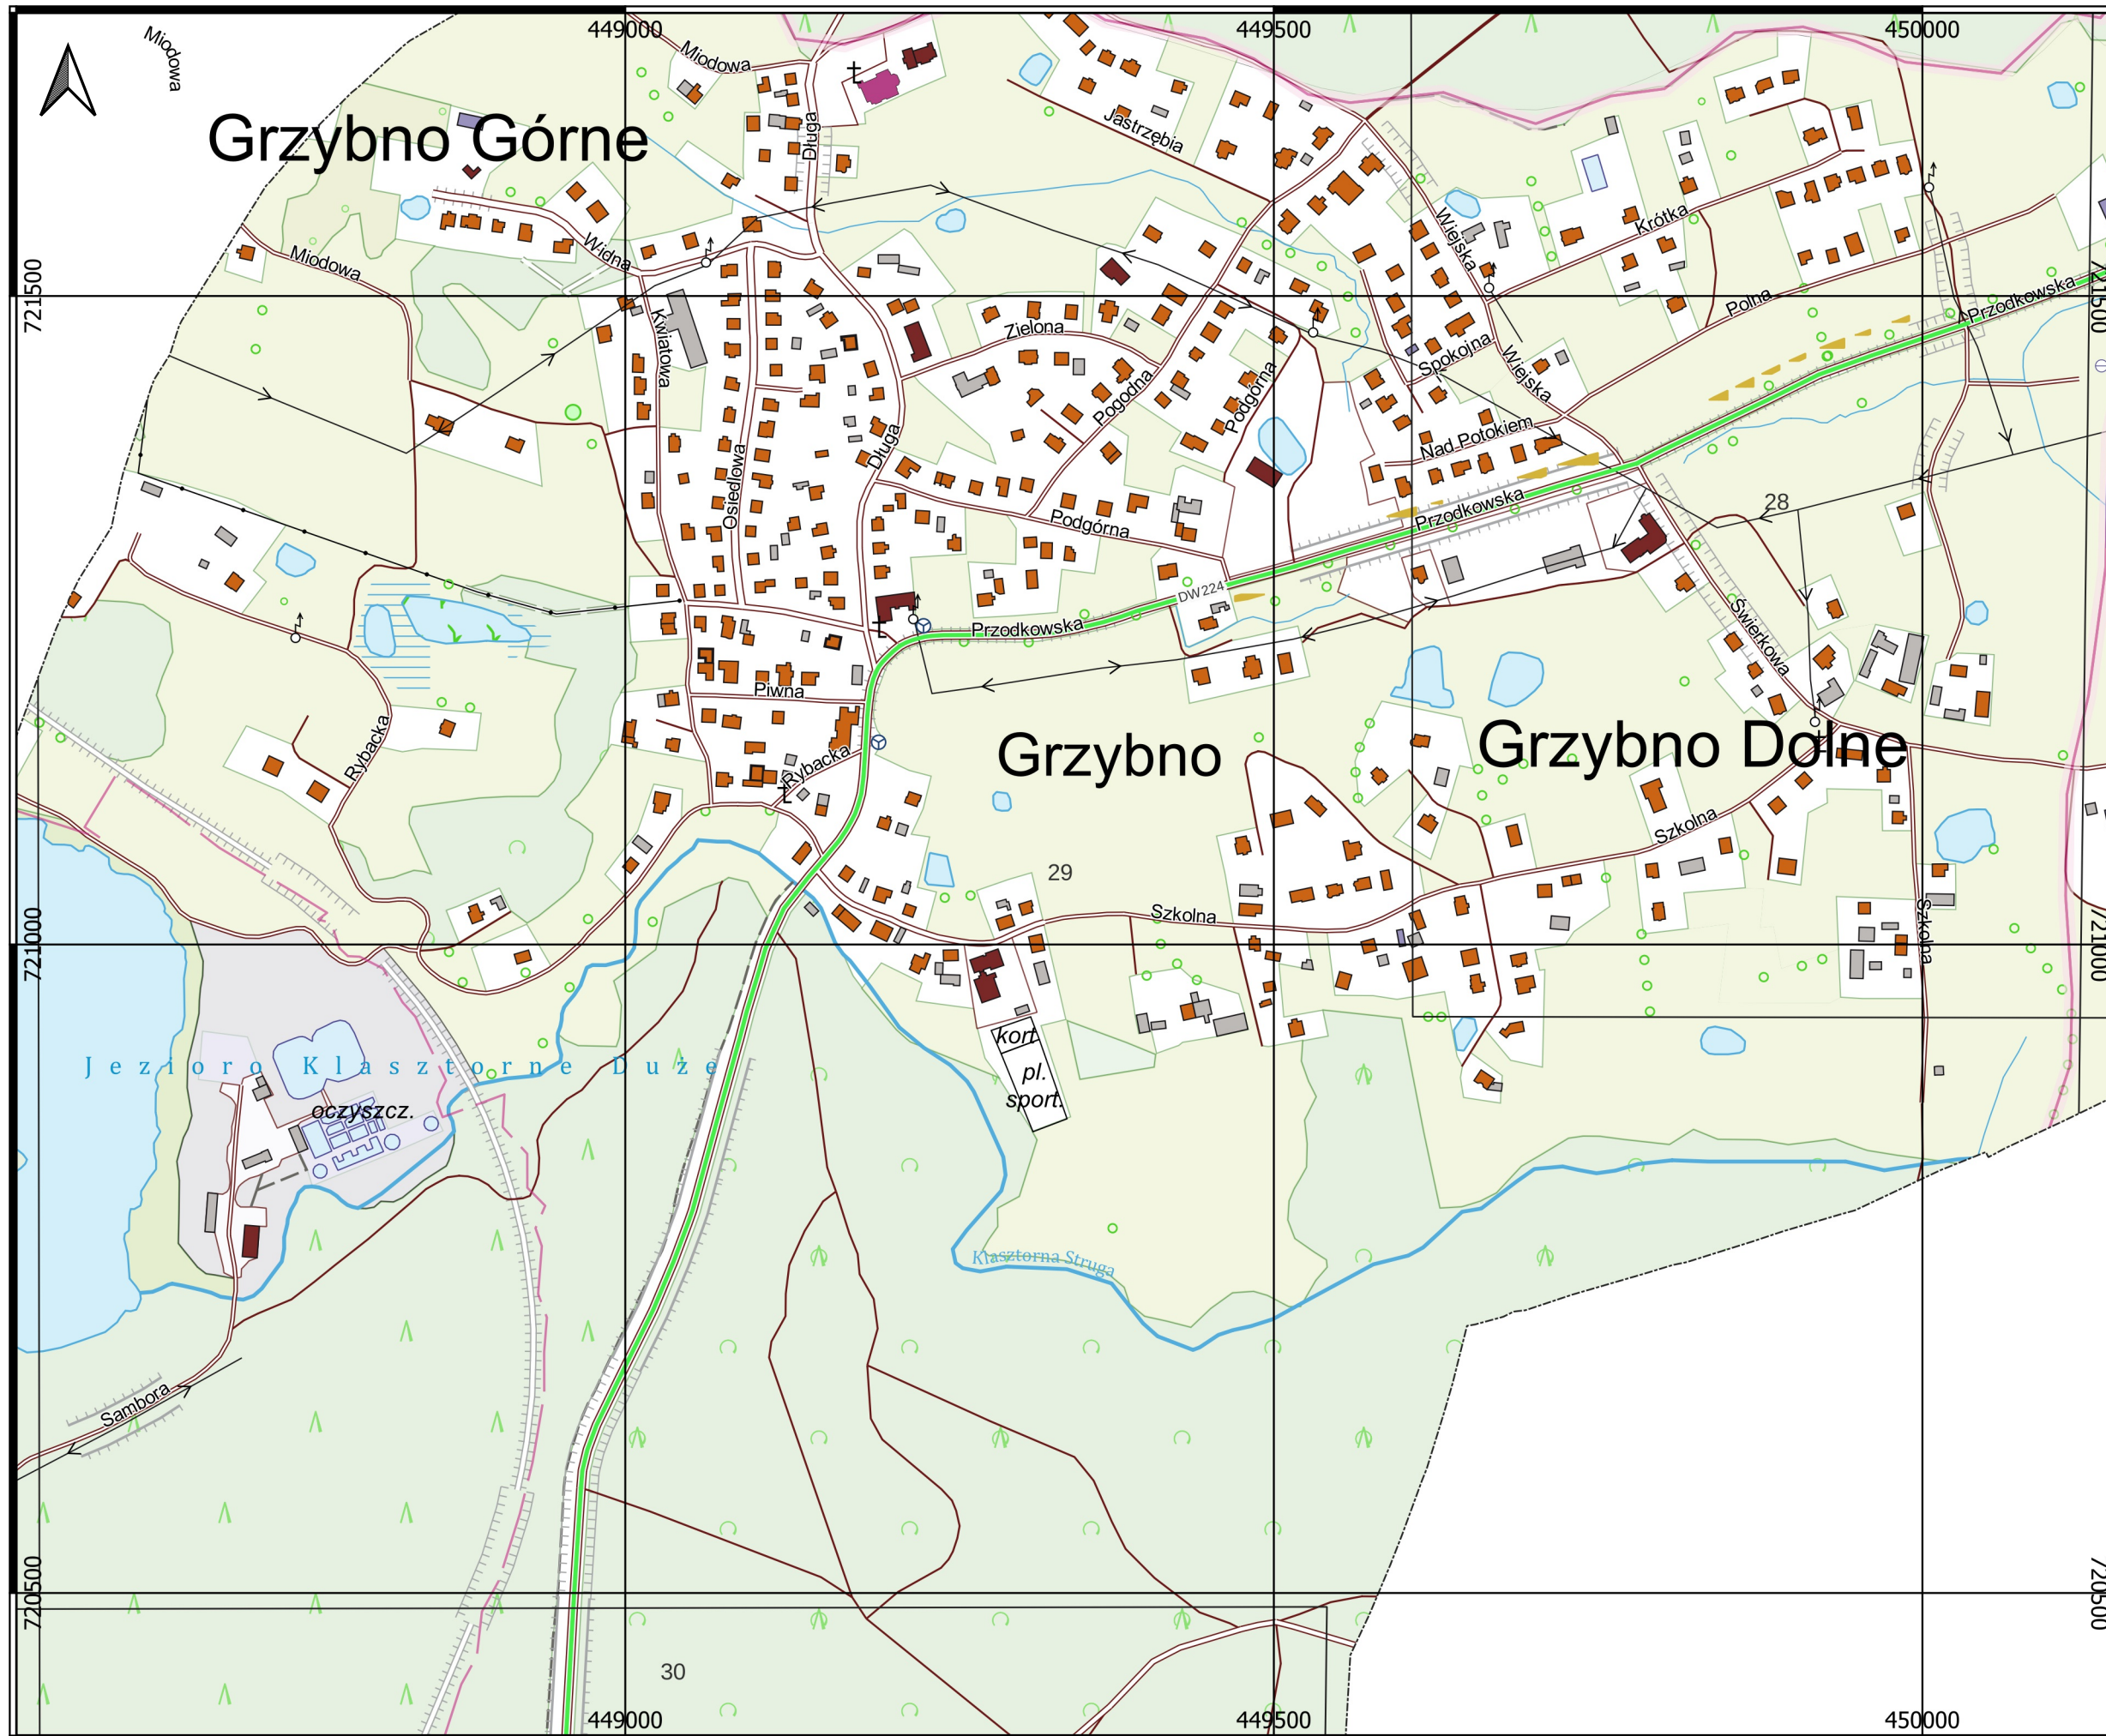 449000
449500
450000
Miodowa
Miodowa
Grzybno Górne
Długa
Jastrzębia
Wiejska
Krótka
Widna
Miodowa
721500
Kwiatowa
Zielona
Polna
Przodkowska
Spokojna
Wiejska
Pogodna
Podgórna
Długa
Nad Potokiem
Osiedlowa
Przodkowska
28
Podgórna
DW224
Przodkowska
Świerkowa
Piwna
Rybacka
Rybacka
Grzybno
Grzybno Dolne
Szkolna
29
Szkolna
Szkolna
721000
721000
kort
pl.
sport.
Jezioro Klasztorne Duże
oczyszcz.
Klasztorna Struga
Sambora
720500
30
449000
449500
450000